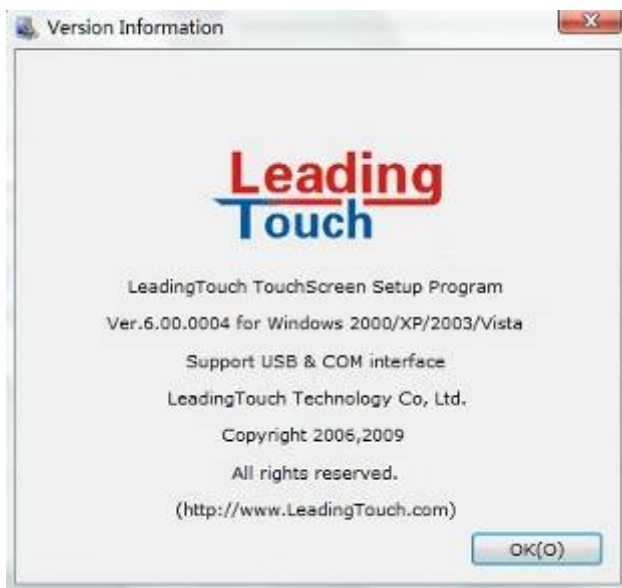 Version Information
Leading
Touch
LeadingTouch TouchScreen Setup Program
Ver.6.00.0004 for Windows 2000/XP/2003/Vista
Support USB & COM interface
LeadingTouch Technology Co, Ltd.
Copyright 2006,2009
All rights reserved.
(http://www.LeadingTouch.com)
OK(O)